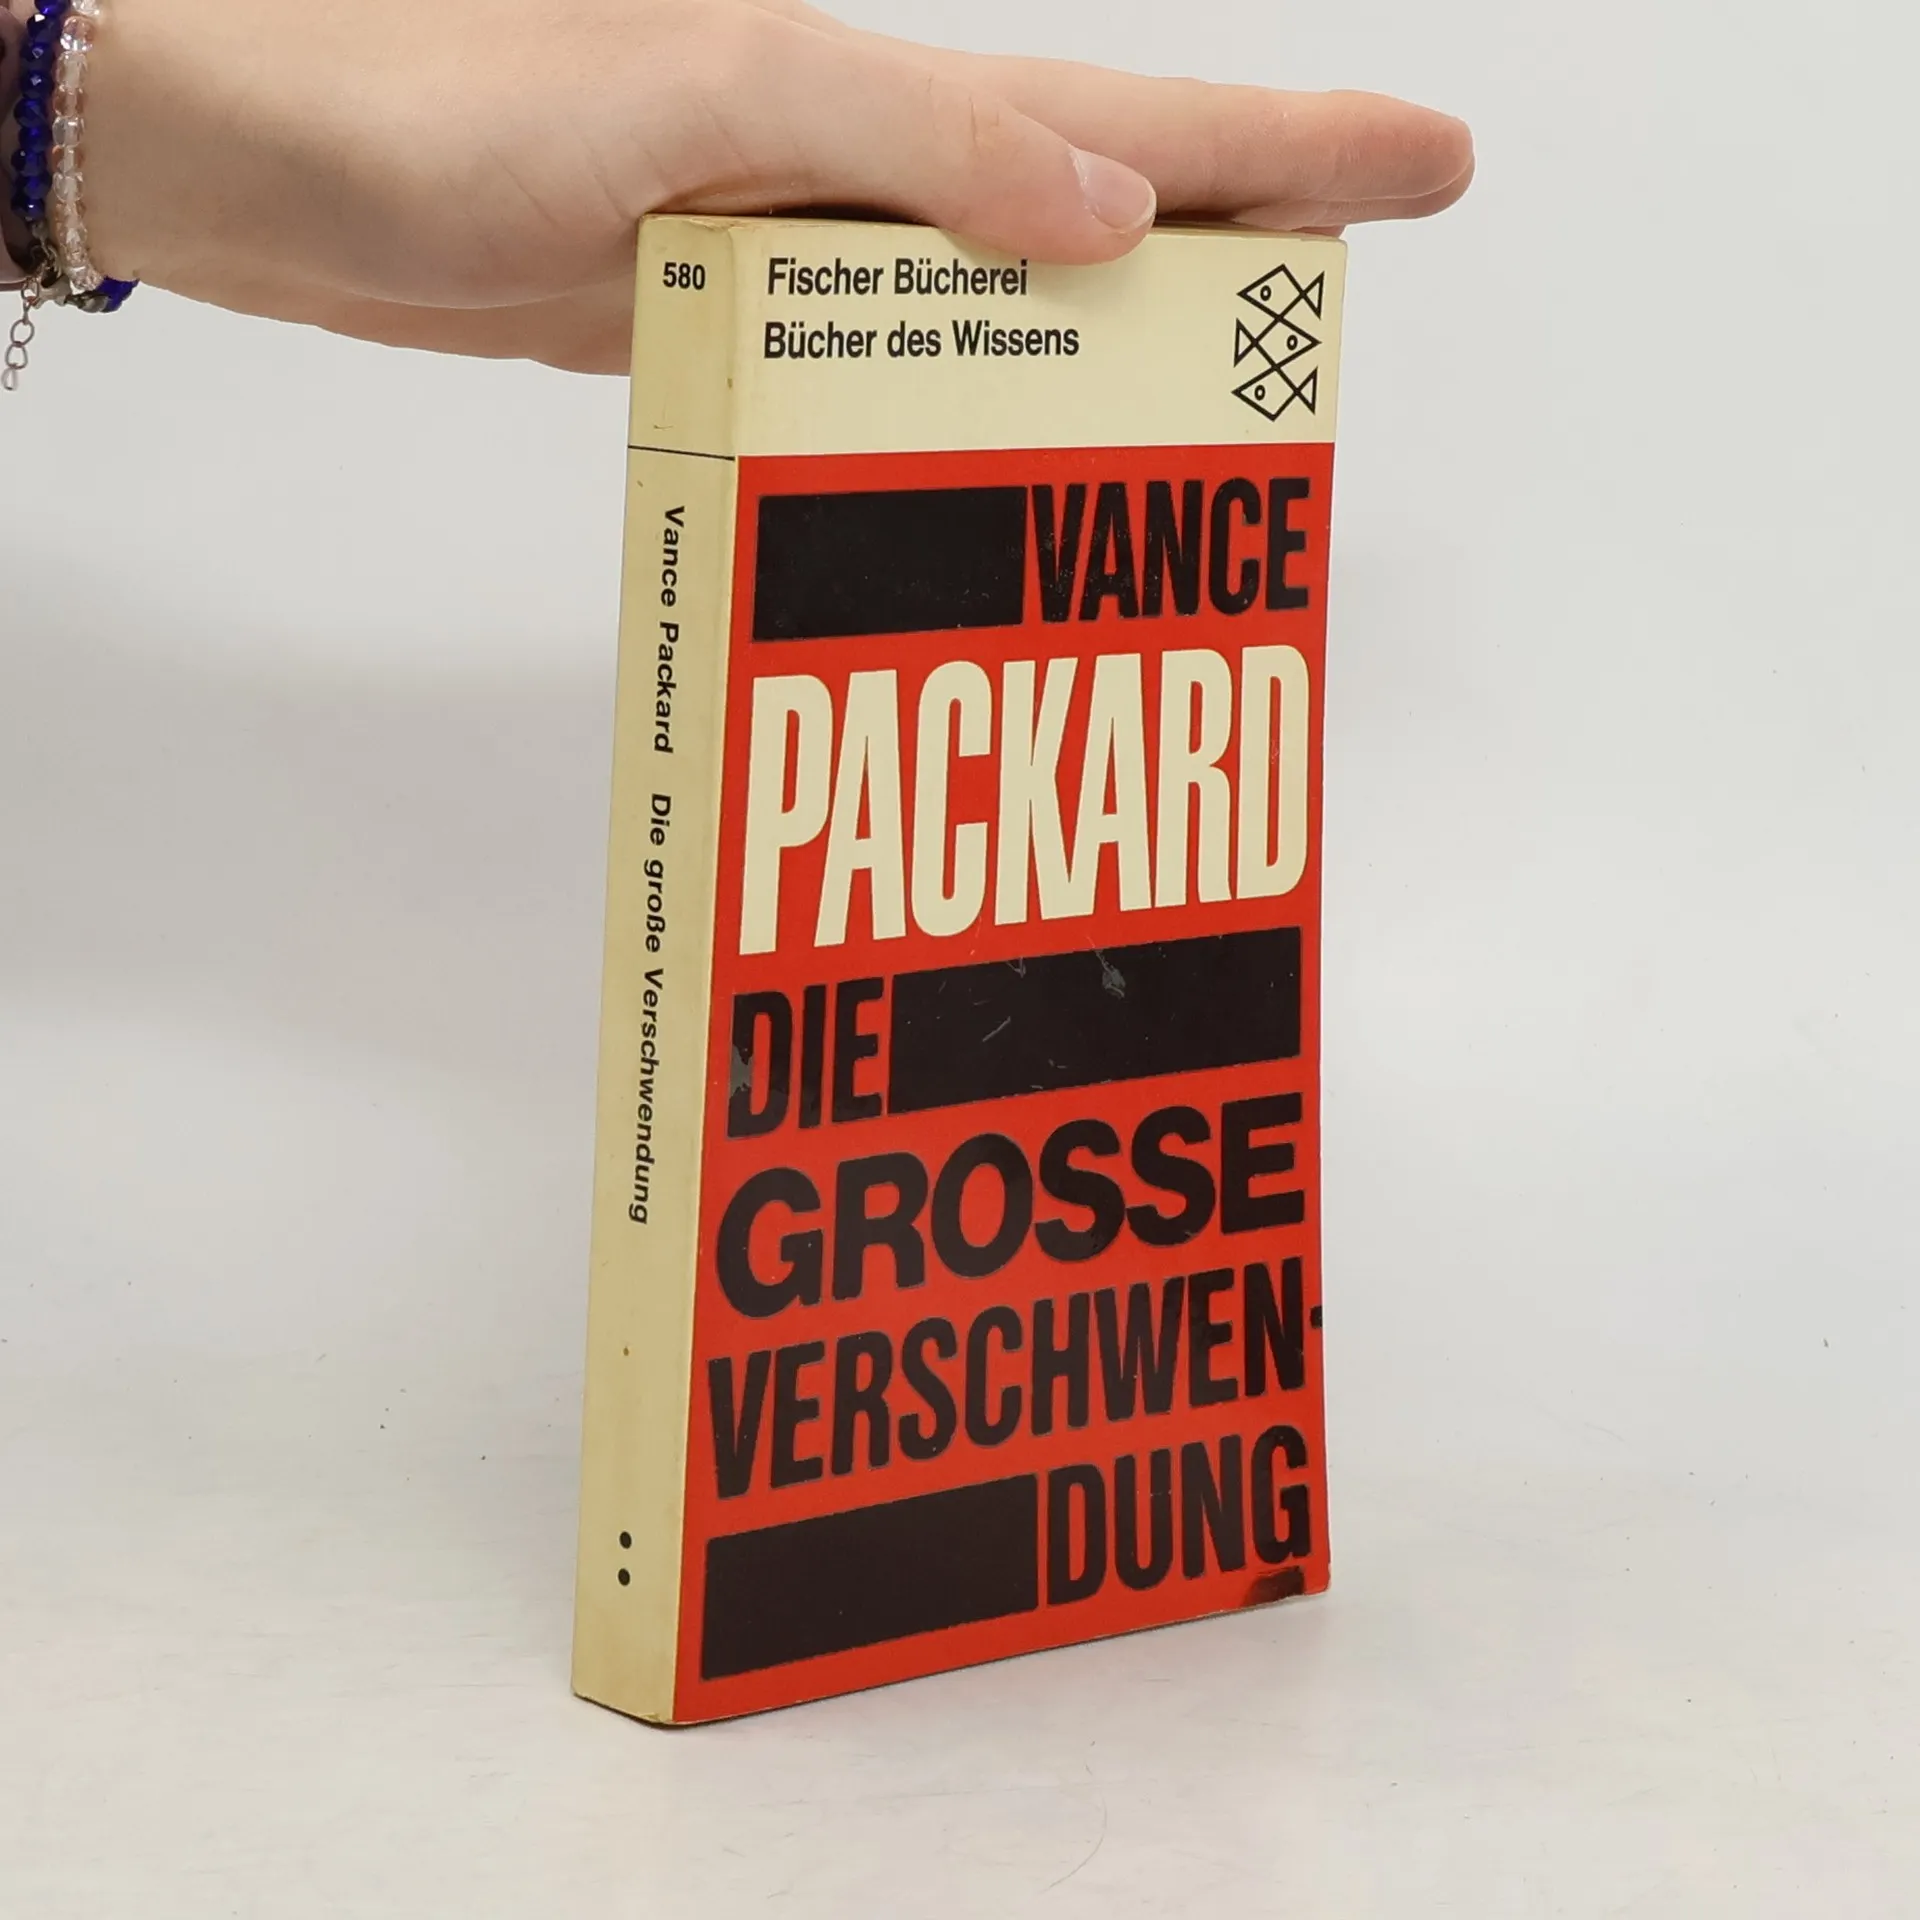 580
Vance Packard Die große Verschwendung
Fischer Bücherei
Bücher des Wissens
VANCE
PACKARD
DIE
GROSSE
VERSCHWEN-
DUNG